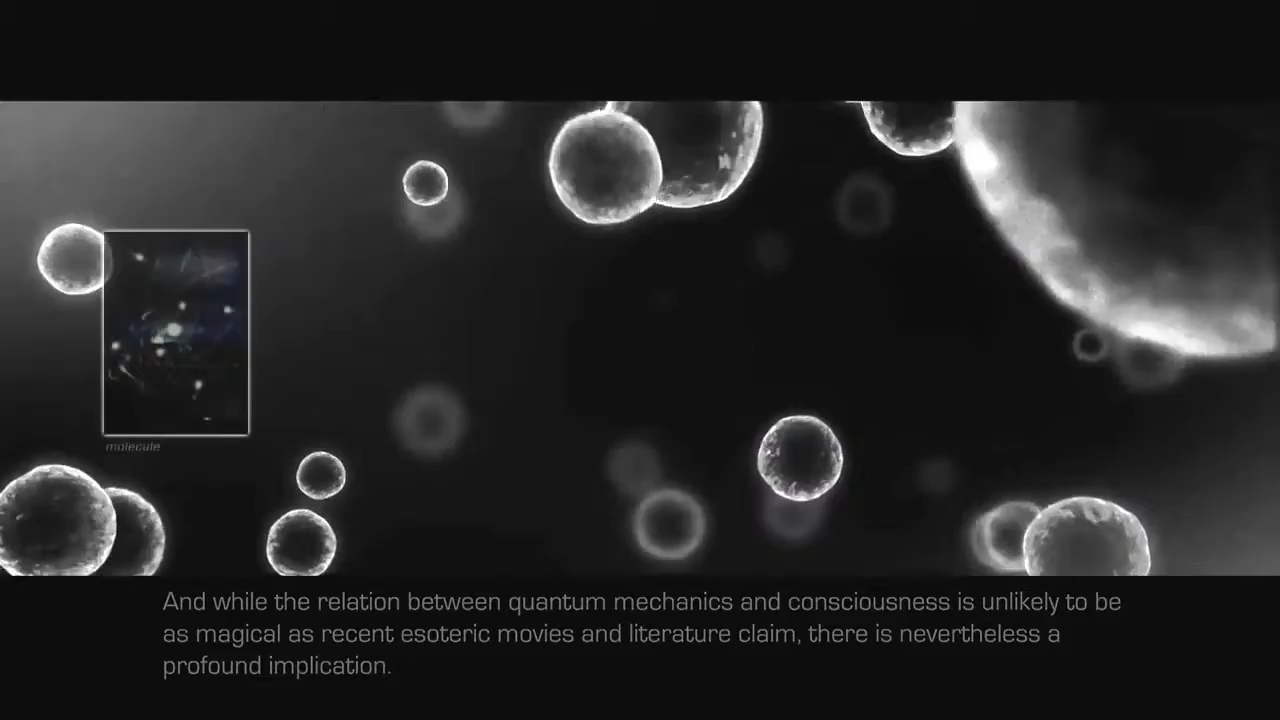 molecule
And while the relation between quantum mechanics and consciousness is unlikely to be
as magical as recent esoteric movies and literature claim, there is nevertheless a
profound implication.